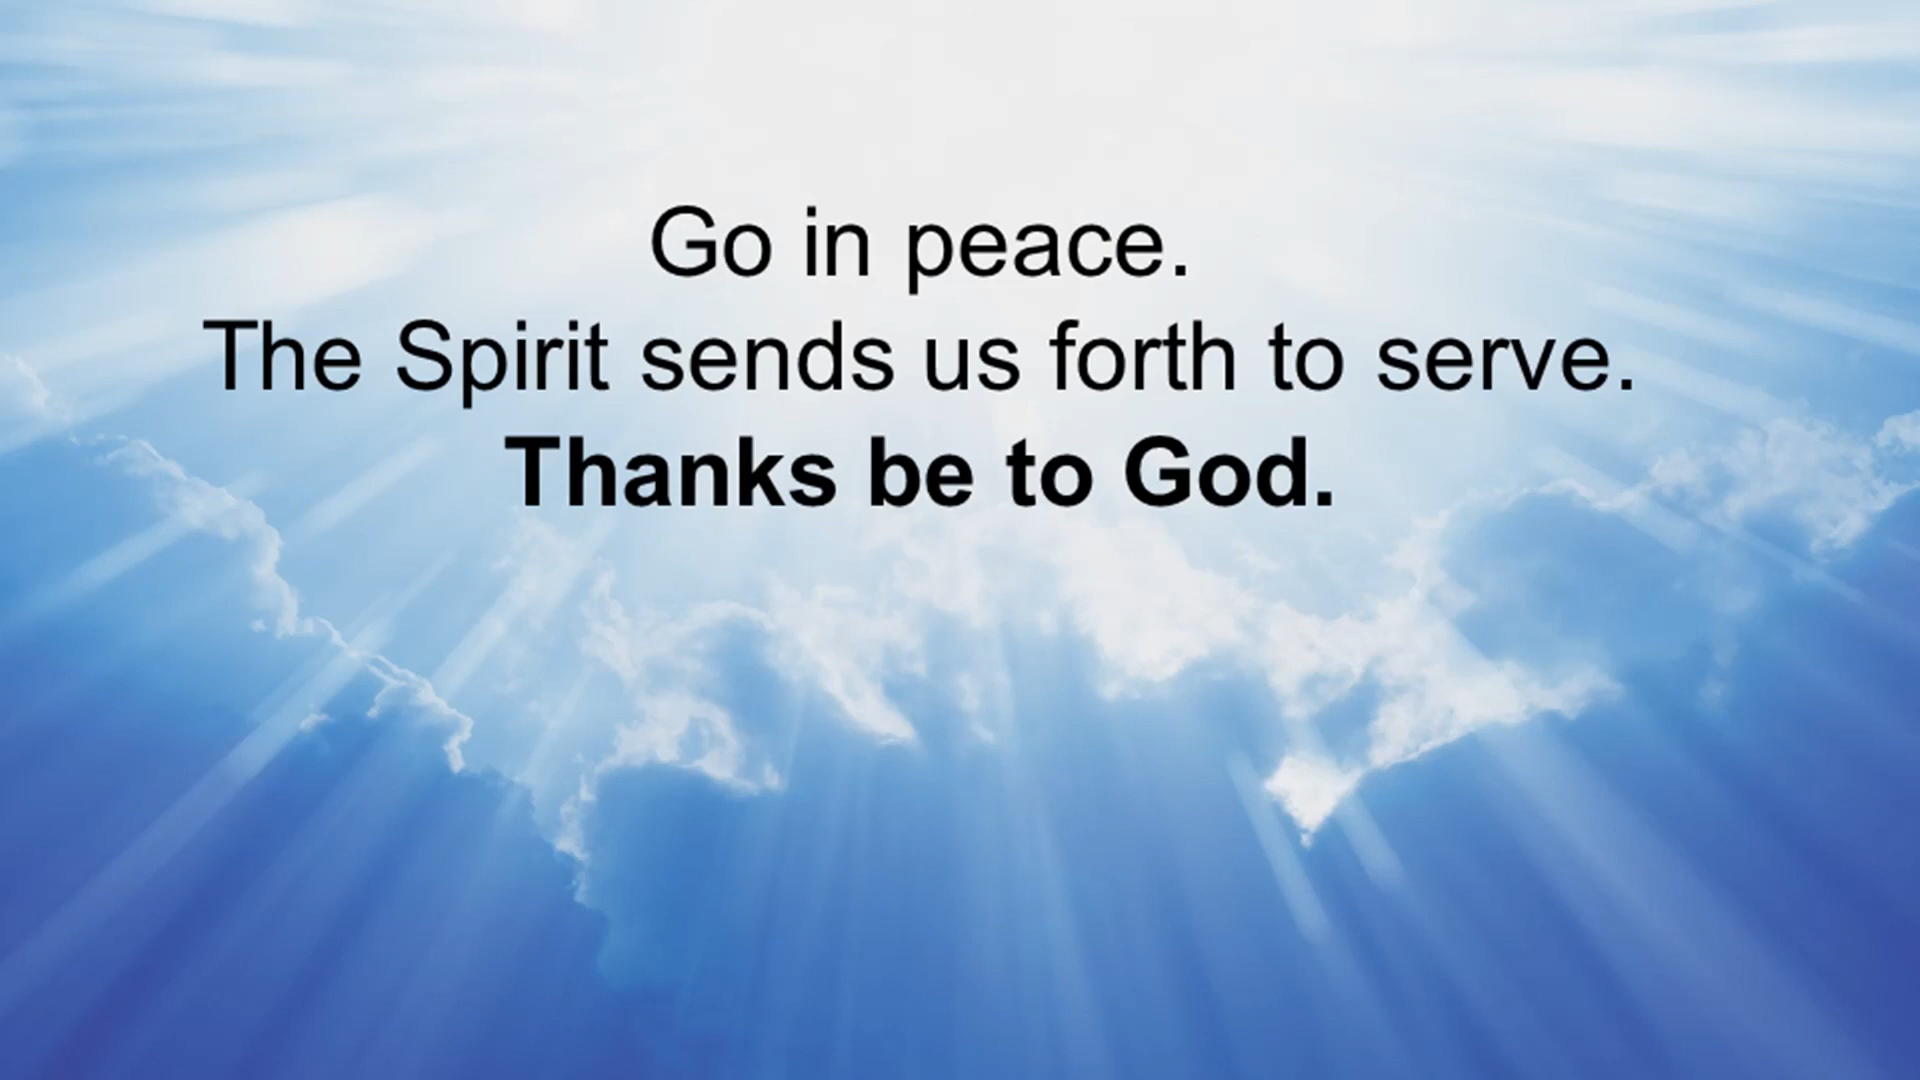 Go in peace.
The Spirit sends us forth to serve.
Thanks be to God.